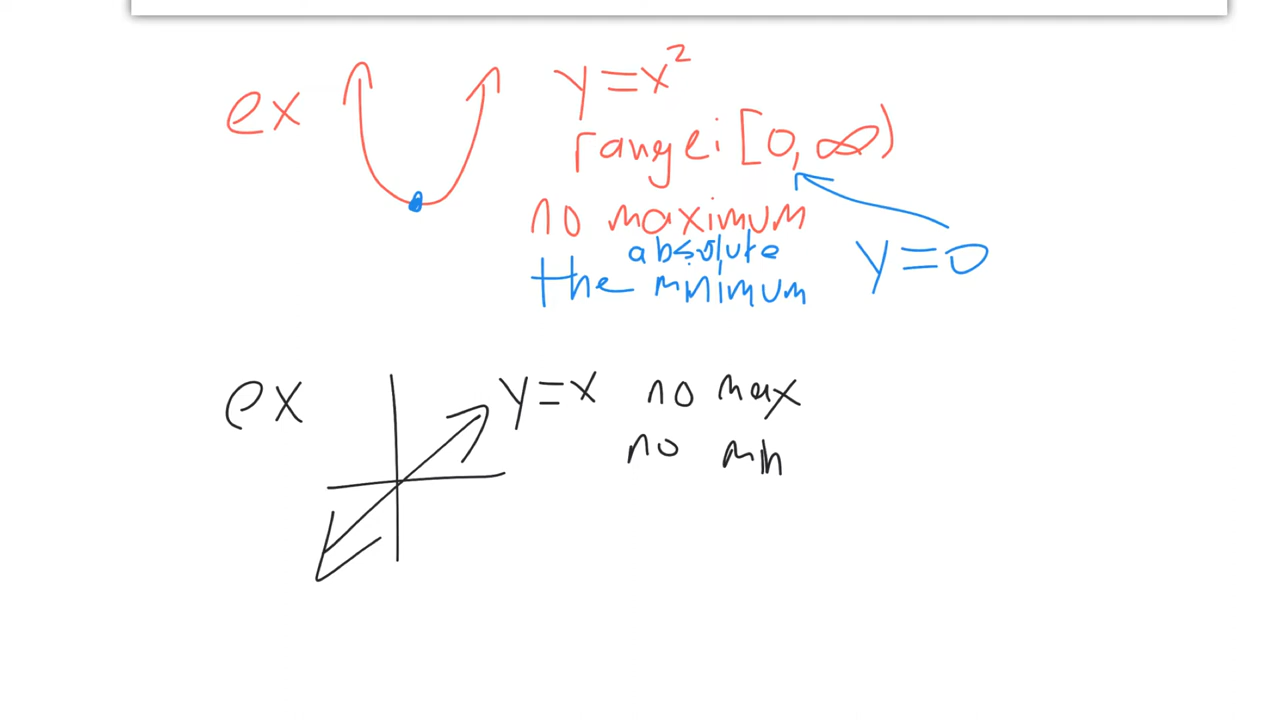 ex y=x²
range: [0, ∞)
no maximum
absolute
the minimum y=0
ex y=x no max
no min